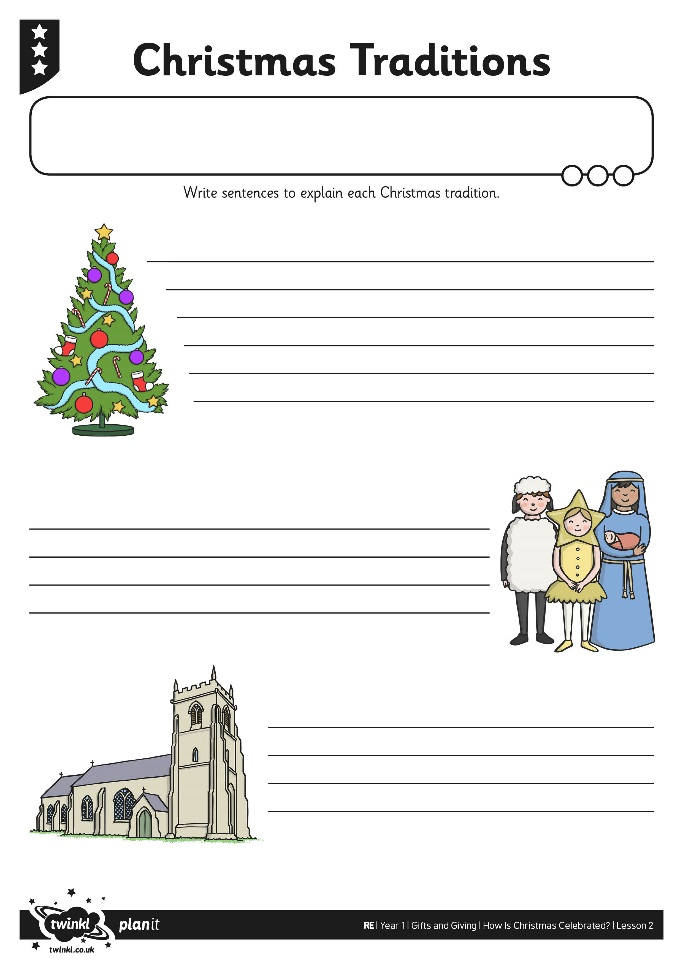 Christmas Traditions
Write sentences to explain each Christmas tradition.
twinkl
planit
twinkl.co.uk
RE | Year 1 | Gifts and Giving | How Is Christmas Celebrated? | Lesson 2